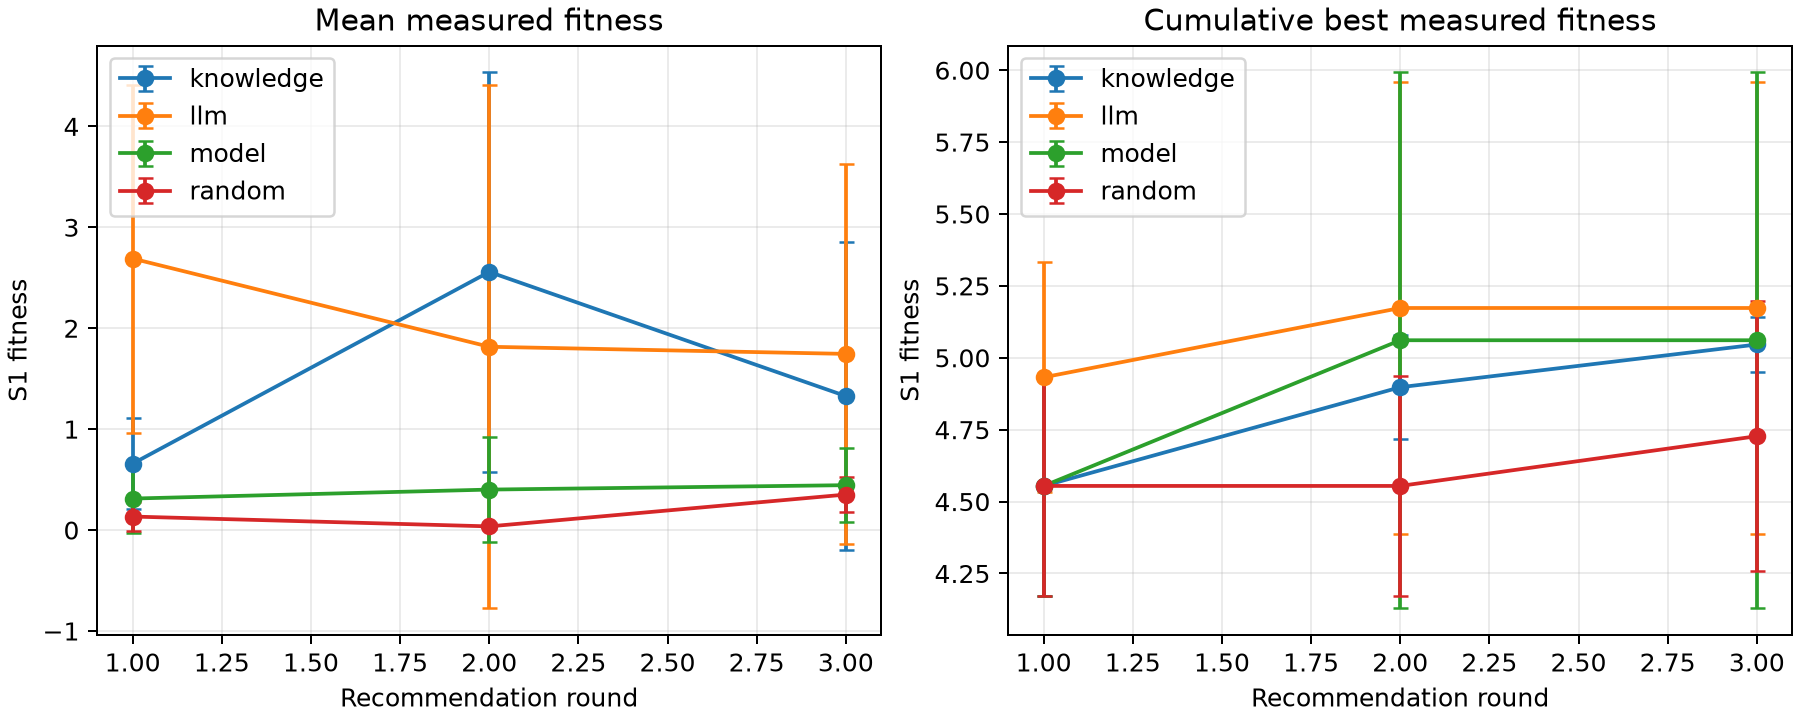 Mean measured fitness
knowledge
llm
model
random
S1 fitness
4
3
2
1
0
−1
1.00 1.25 1.50 1.75 2.00 2.25 2.50 2.75 3.00
Recommendation round
Cumulative best measured fitness
knowledge
llm
model
random
S1 fitness
6.00
5.75
5.50
5.25
5.00
4.75
4.50
4.25
1.00 1.25 1.50 1.75 2.00 2.25 2.50 2.75 3.00
Recommendation round